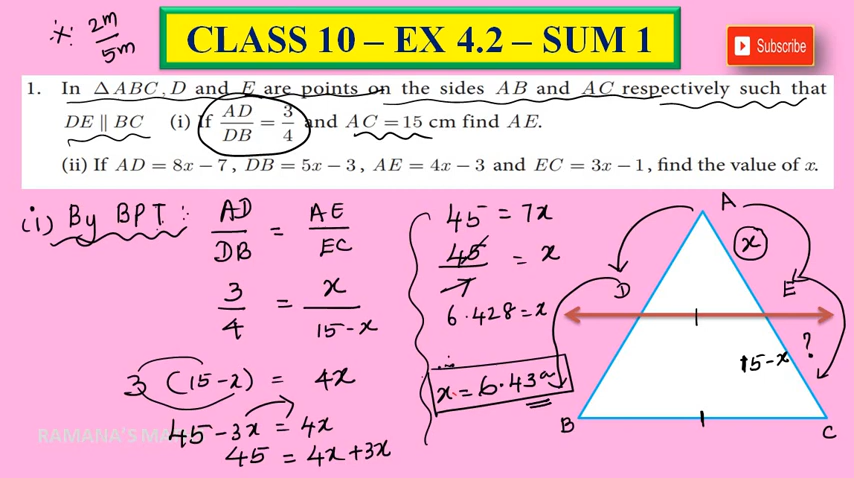 * 2m
5m
CLASS 10 – EX 4.2 – SUM 1
Subscribe
1. In △ABC, D and E are points on the sides AB and AC respectively such that
DE ∥ BC (i) If AD/DB = 3/4 and AC = 15 cm find AE.
(ii) If AD = 8x − 7, DB = 5x − 3, AE = 4x − 3 and EC = 3x − 1, find the value of x.
(i) By BPT: AD/DB = AE/EC
3/4 = x/15-x
3 (15-x) = 4x
45 - 3x = 4x
45 = 4x + 3x
45 = 7x
45/7 = x
6.428 = x
∴ x = 6.43
A
x
D
E
?
15-x
B
C
RAMANA'S MA